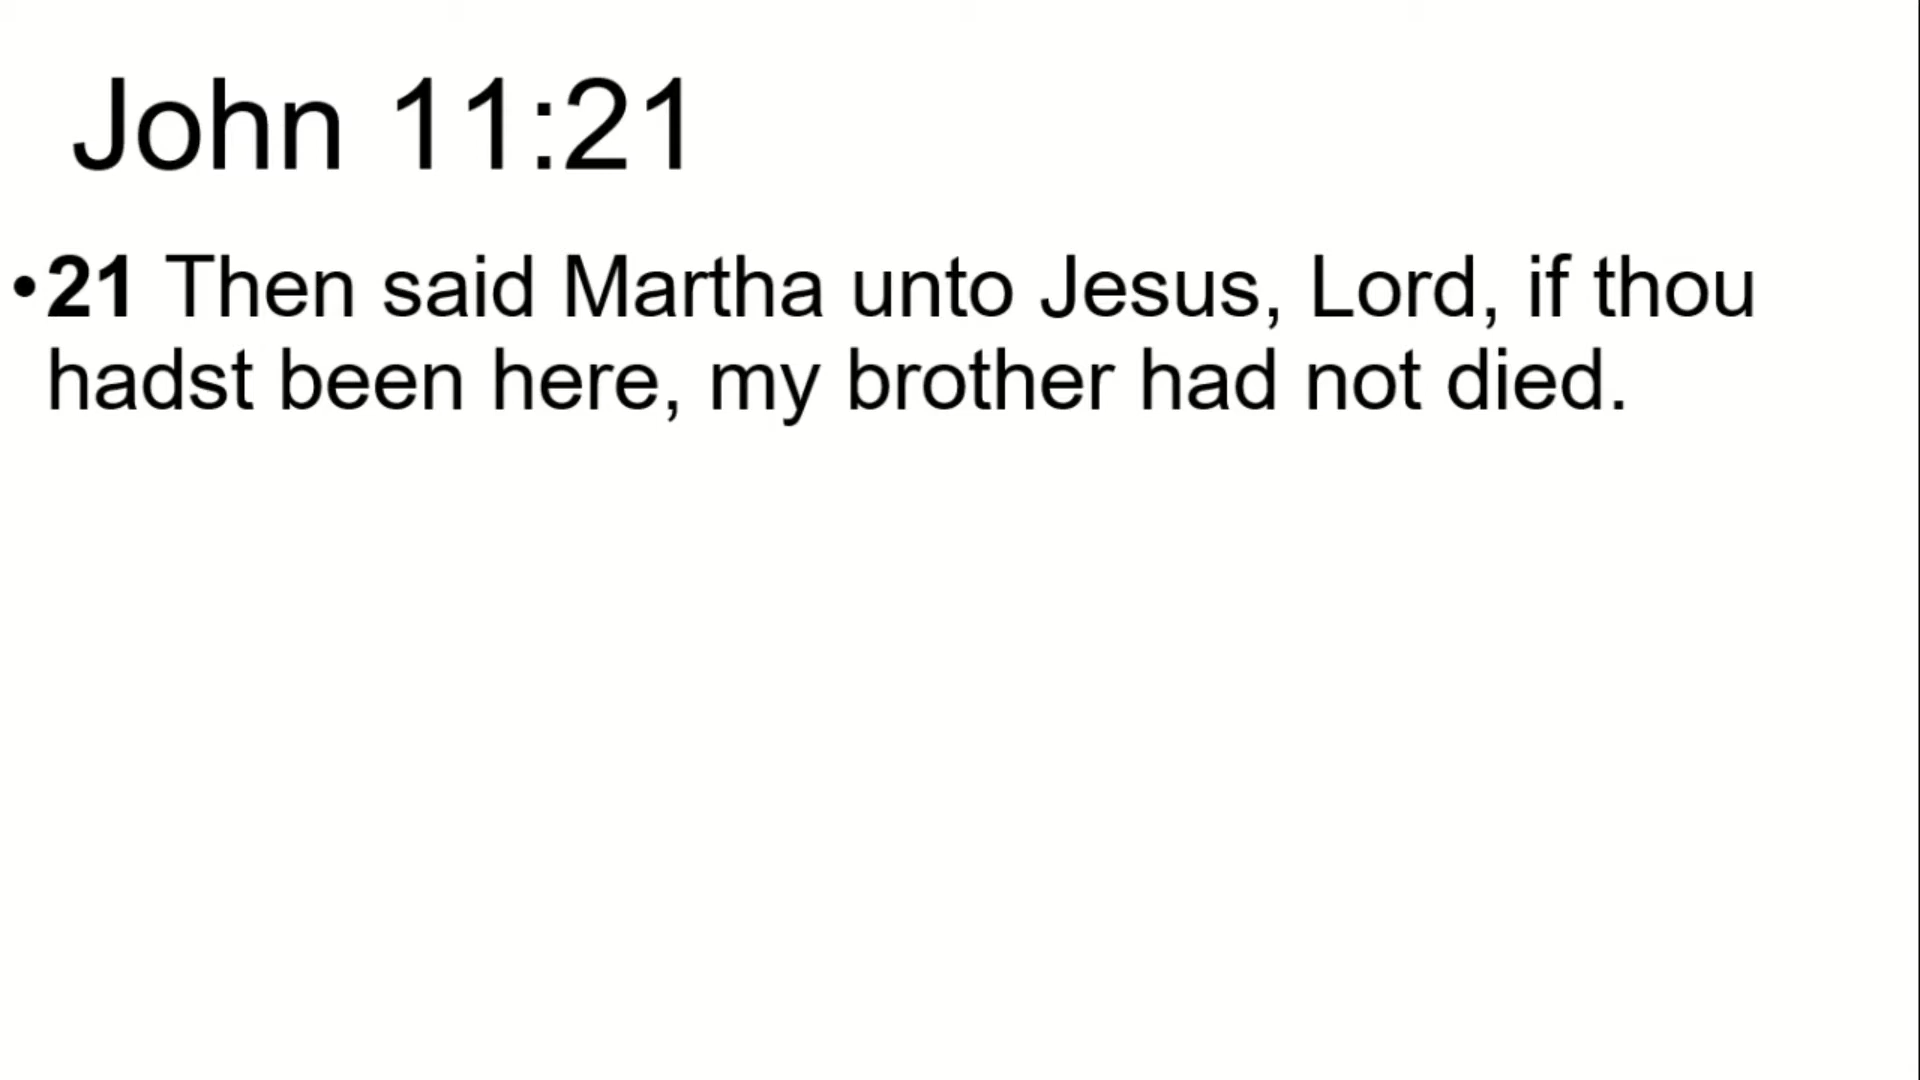 John 11:21
•21 Then said Martha unto Jesus, Lord, if thou
hadst been here, my brother had not died.